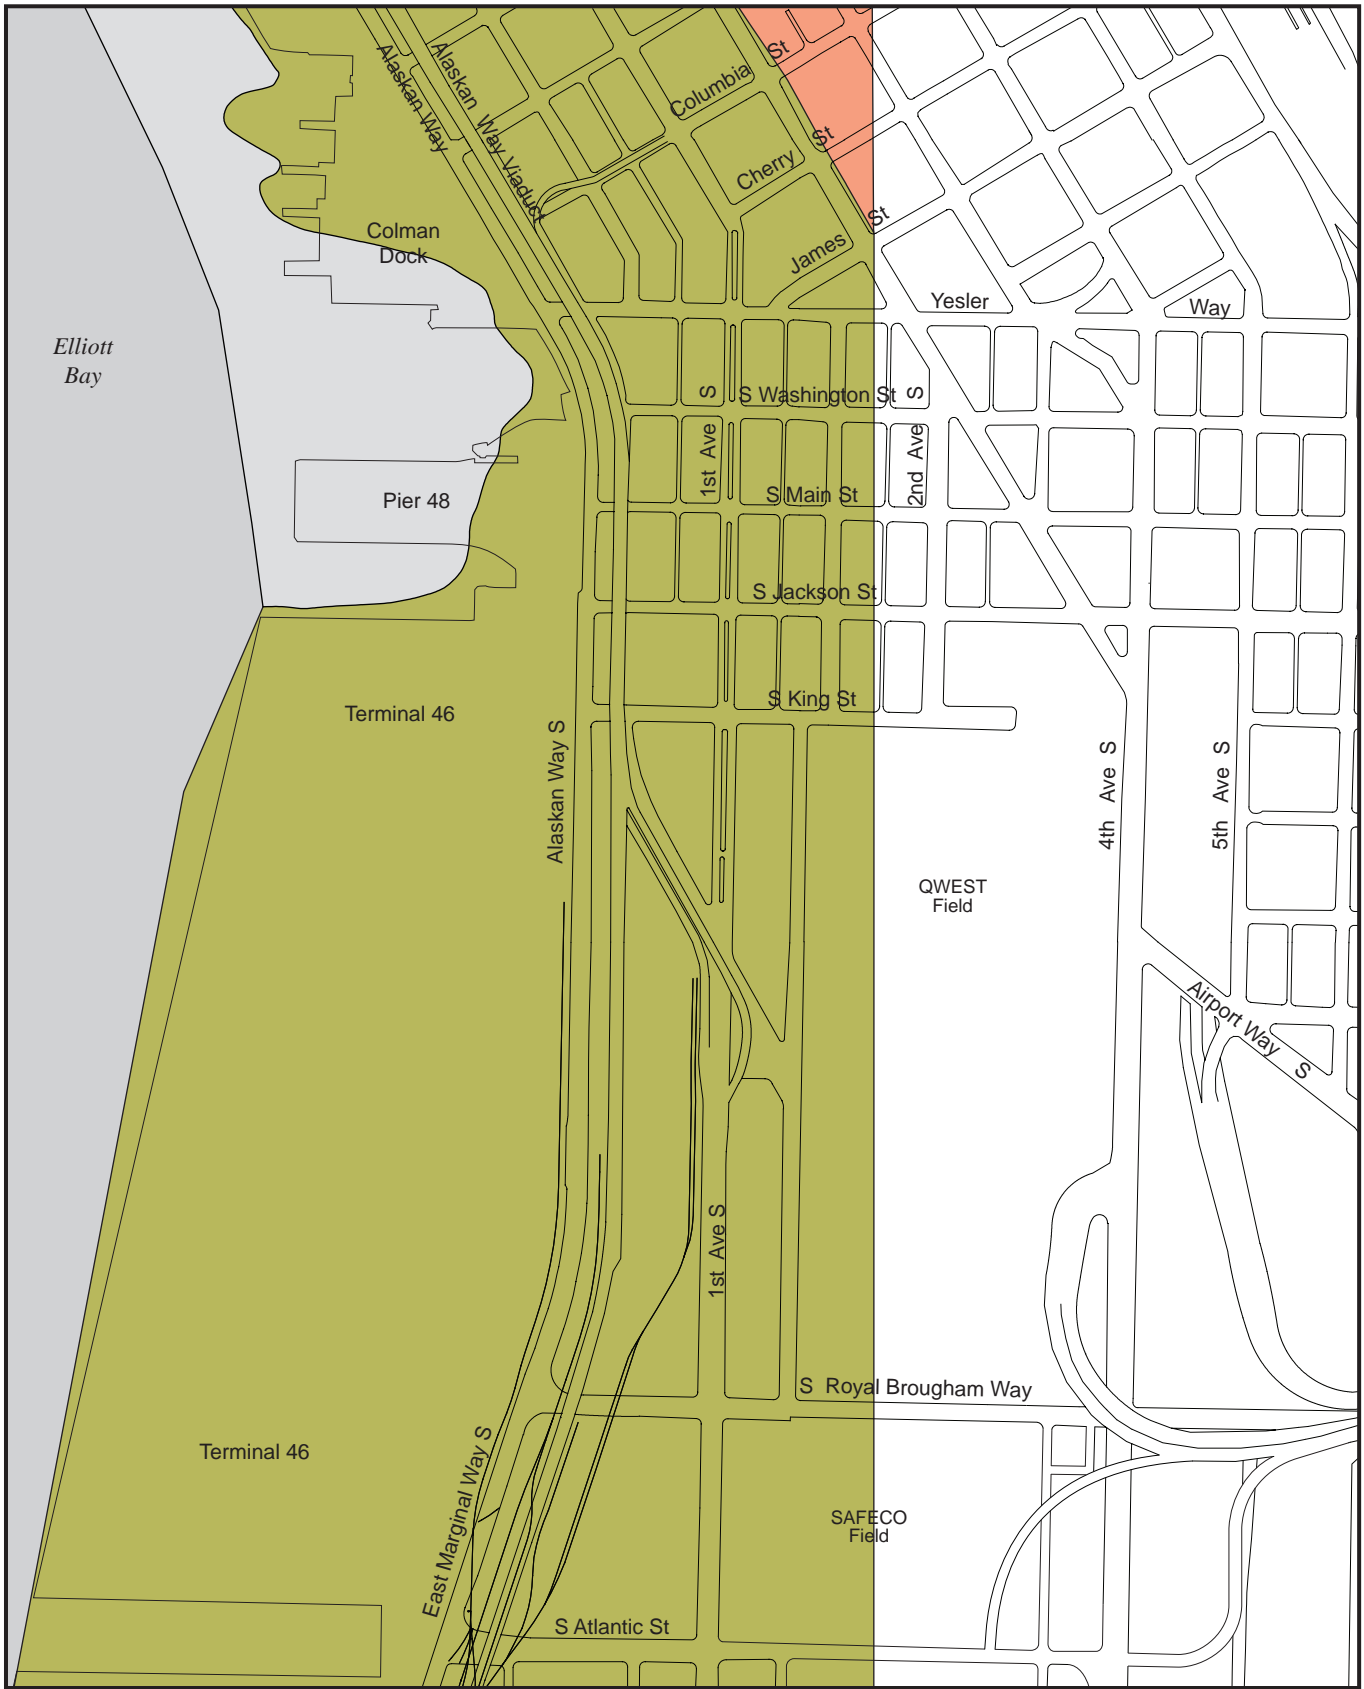 Alaskan Way
Alaskan Way Viaduct
Columbia St
Cherry St
James St
Colman
Dock
Yesler Way
Elliott
Bay
S Washington St
1st Ave S
2nd Ave S
S Main St
Pier 48
S Jackson St
S King St
Terminal 46
Alaskan Way S
4th Ave S
5th Ave S
QWEST
Field
Airport Way S
1st Ave S
S Royal Brougham Way
Terminal 46
East Marginal Way S
SAFECO
Field
S Atlantic St